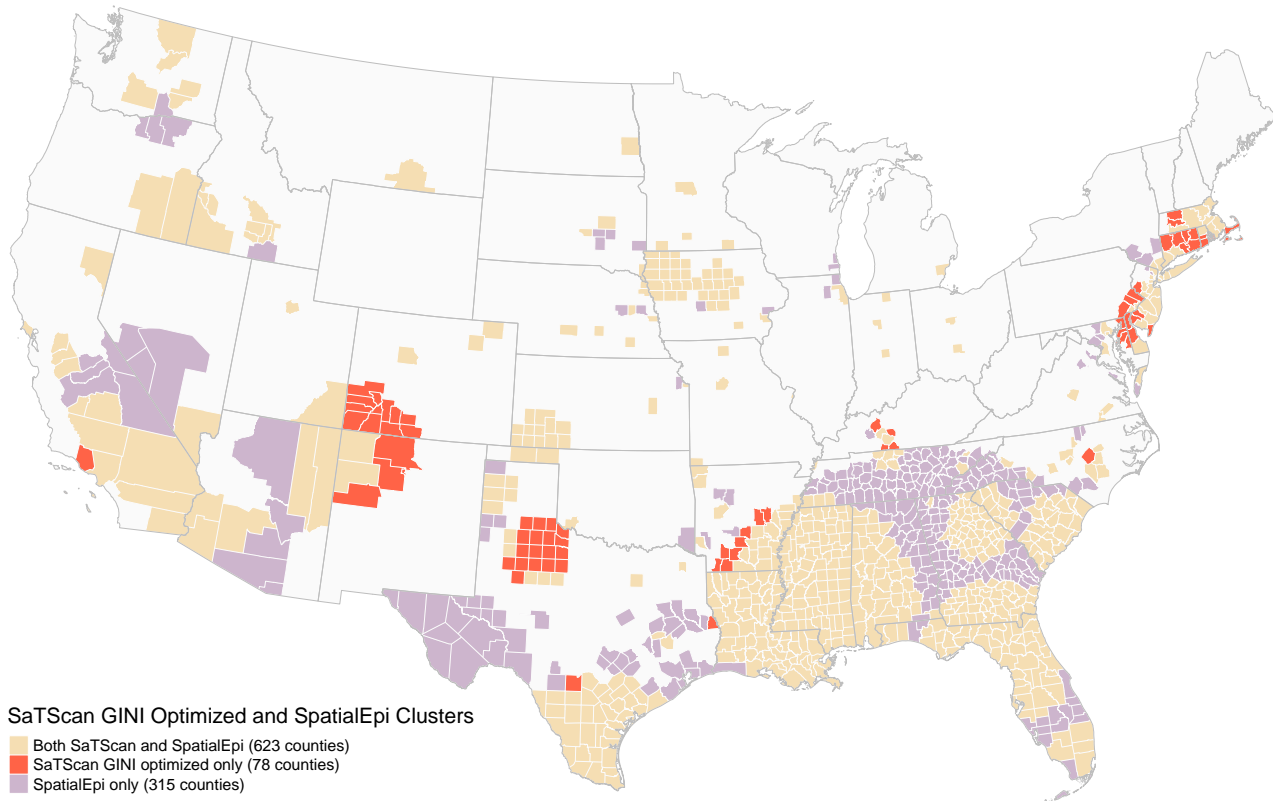 SaTScan GINI Optimized and SpatialEpi Clusters
Both SaTScan and SpatialEpi (623 counties)
SaTScan GINI optimized only (78 counties)
SpatialEpi only (315 counties)